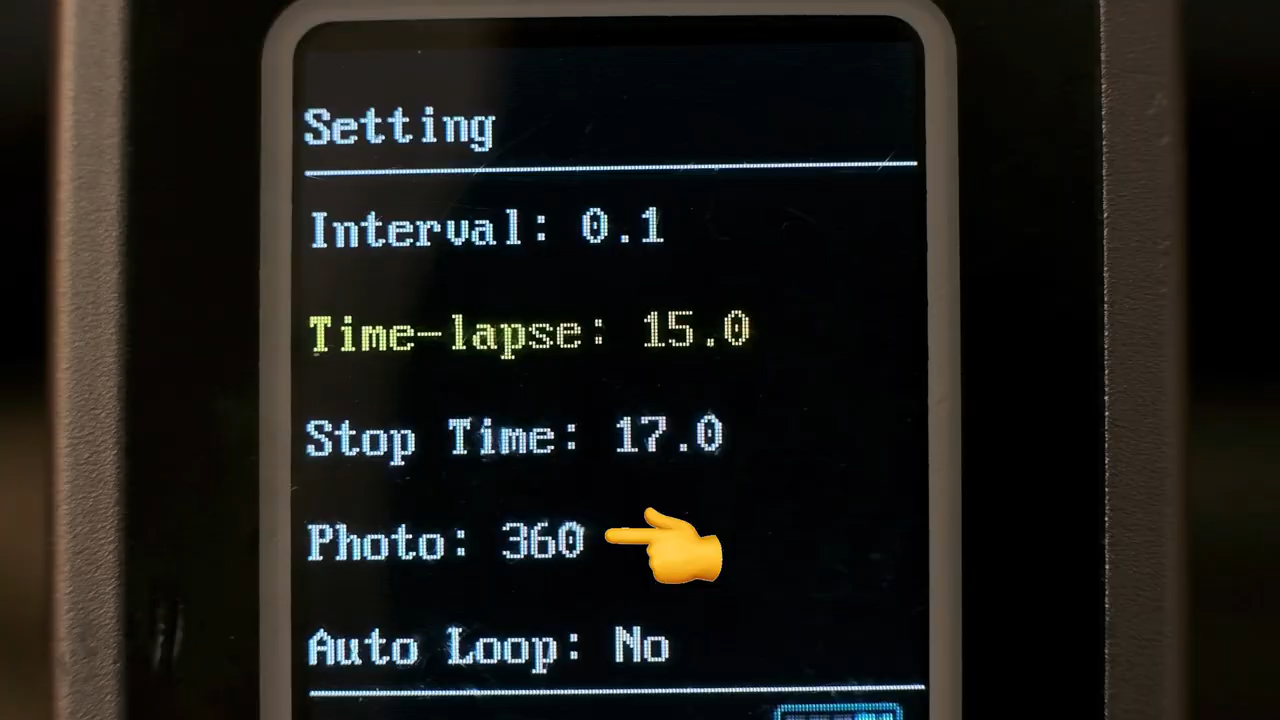 Setting
Interval: 0.1
Time-lapse: 15.0
Stop Time: 17.0
Photo: 360
Auto Loop: No